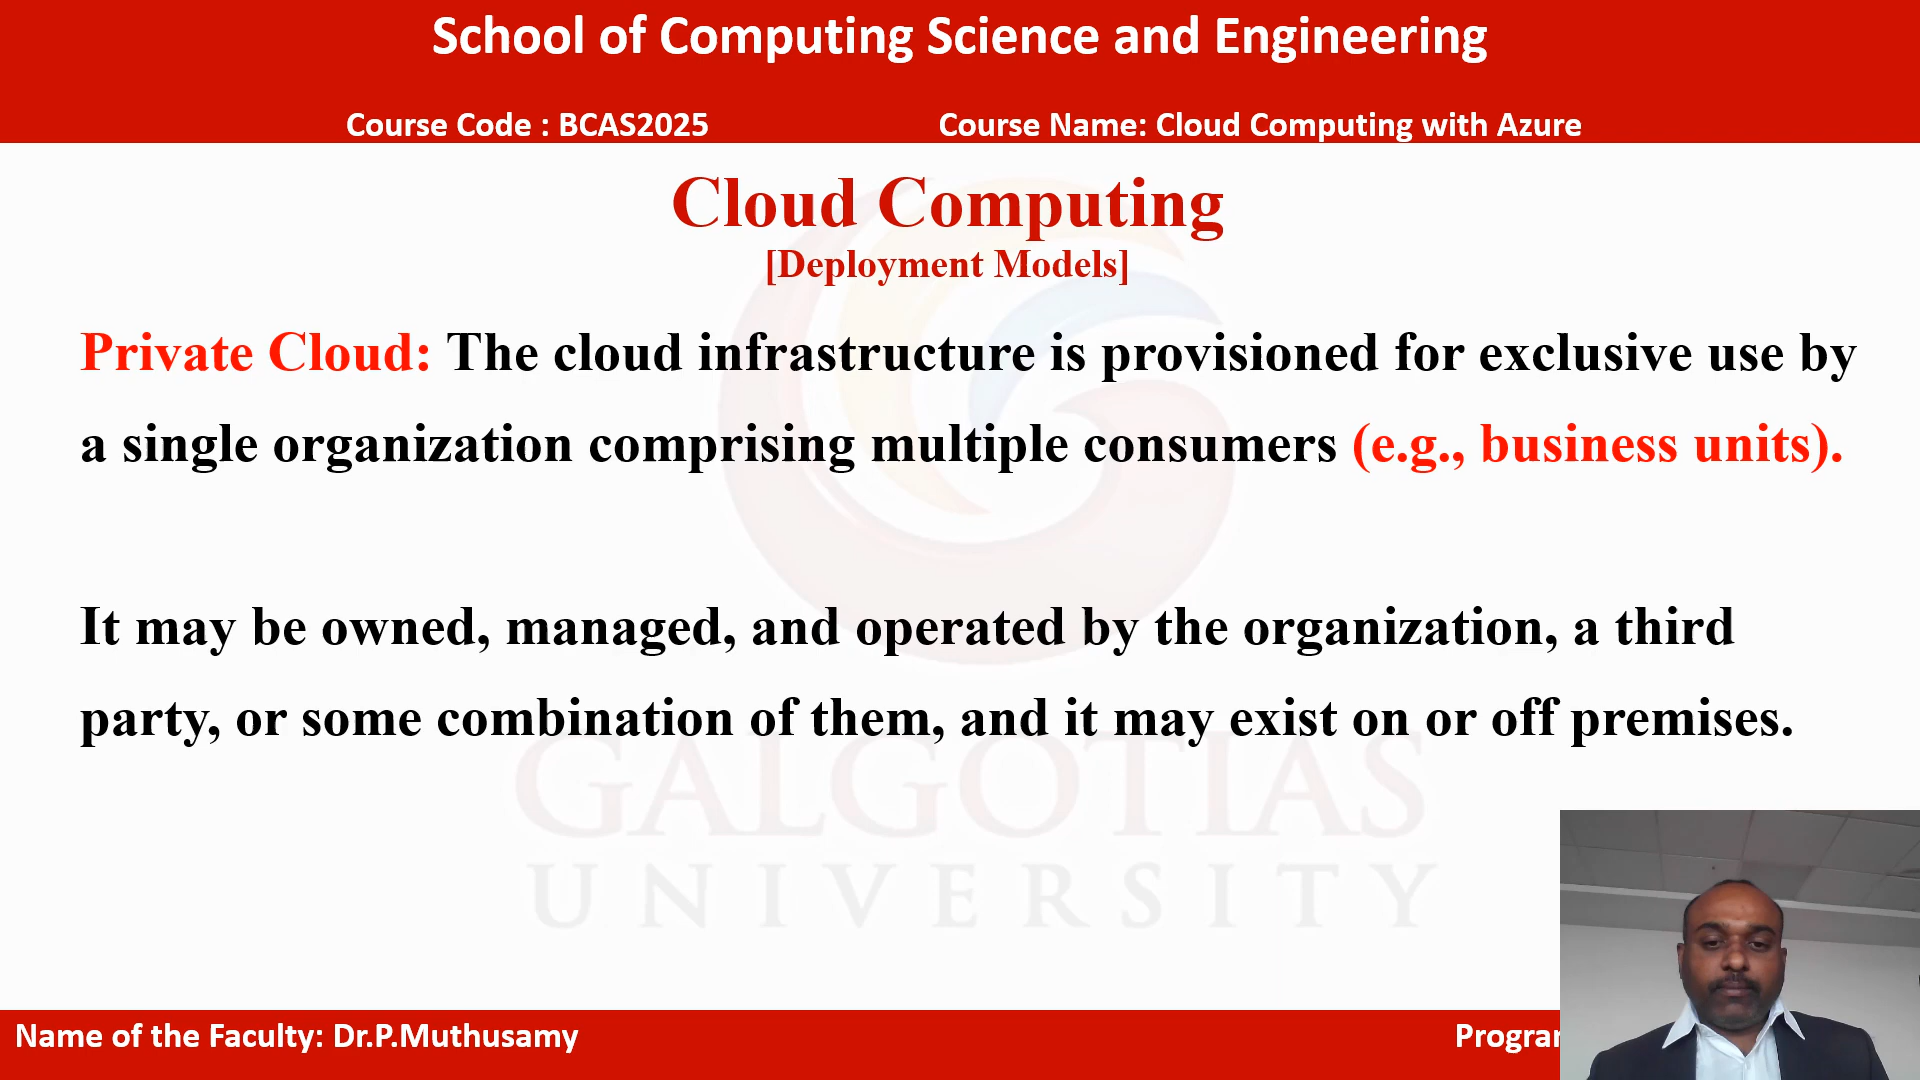 School of Computing Science and Engineering
Course Code : BCAS2025 Course Name: Cloud Computing with Azure
Cloud Computing
[Deployment Models]
Private Cloud: The cloud infrastructure is provisioned for exclusive use by
a single organization comprising multiple consumers (e.g., business units).
It may be owned, managed, and operated by the organization, a third
party, or some combination of them, and it may exist on or off premises.
GALGOTIAS
UNIVERSITY
Name of the Faculty: Dr.P.Muthusamy